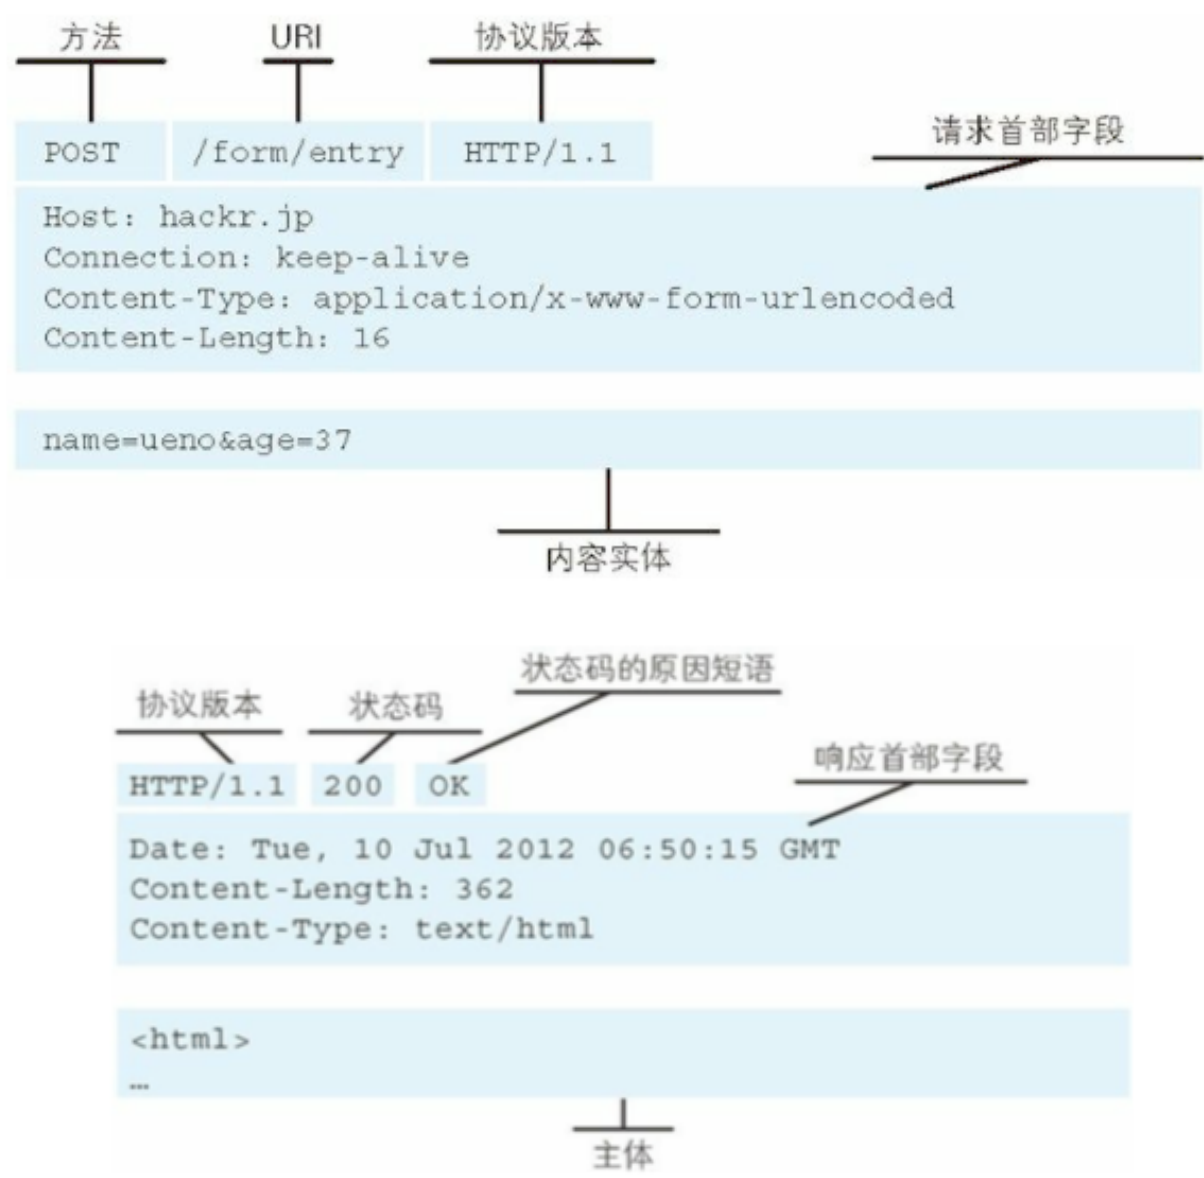 方法 URI 协议版本
请求首部字段
POST /form/entry HTTP/1.1
Host: hackr.jp
Connection: keep-alive
Content-Type: application/x-www-form-urlencoded
Content-Length: 16
name=ueno&age=37
内容实体
状态码的原因短语
协议版本 状态码
响应首部字段
HTTP/1.1 200 OK
Date: Tue, 10 Jul 2012 06:50:15 GMT
Content-Length: 362
Content-Type: text/html
<html>
…
主体